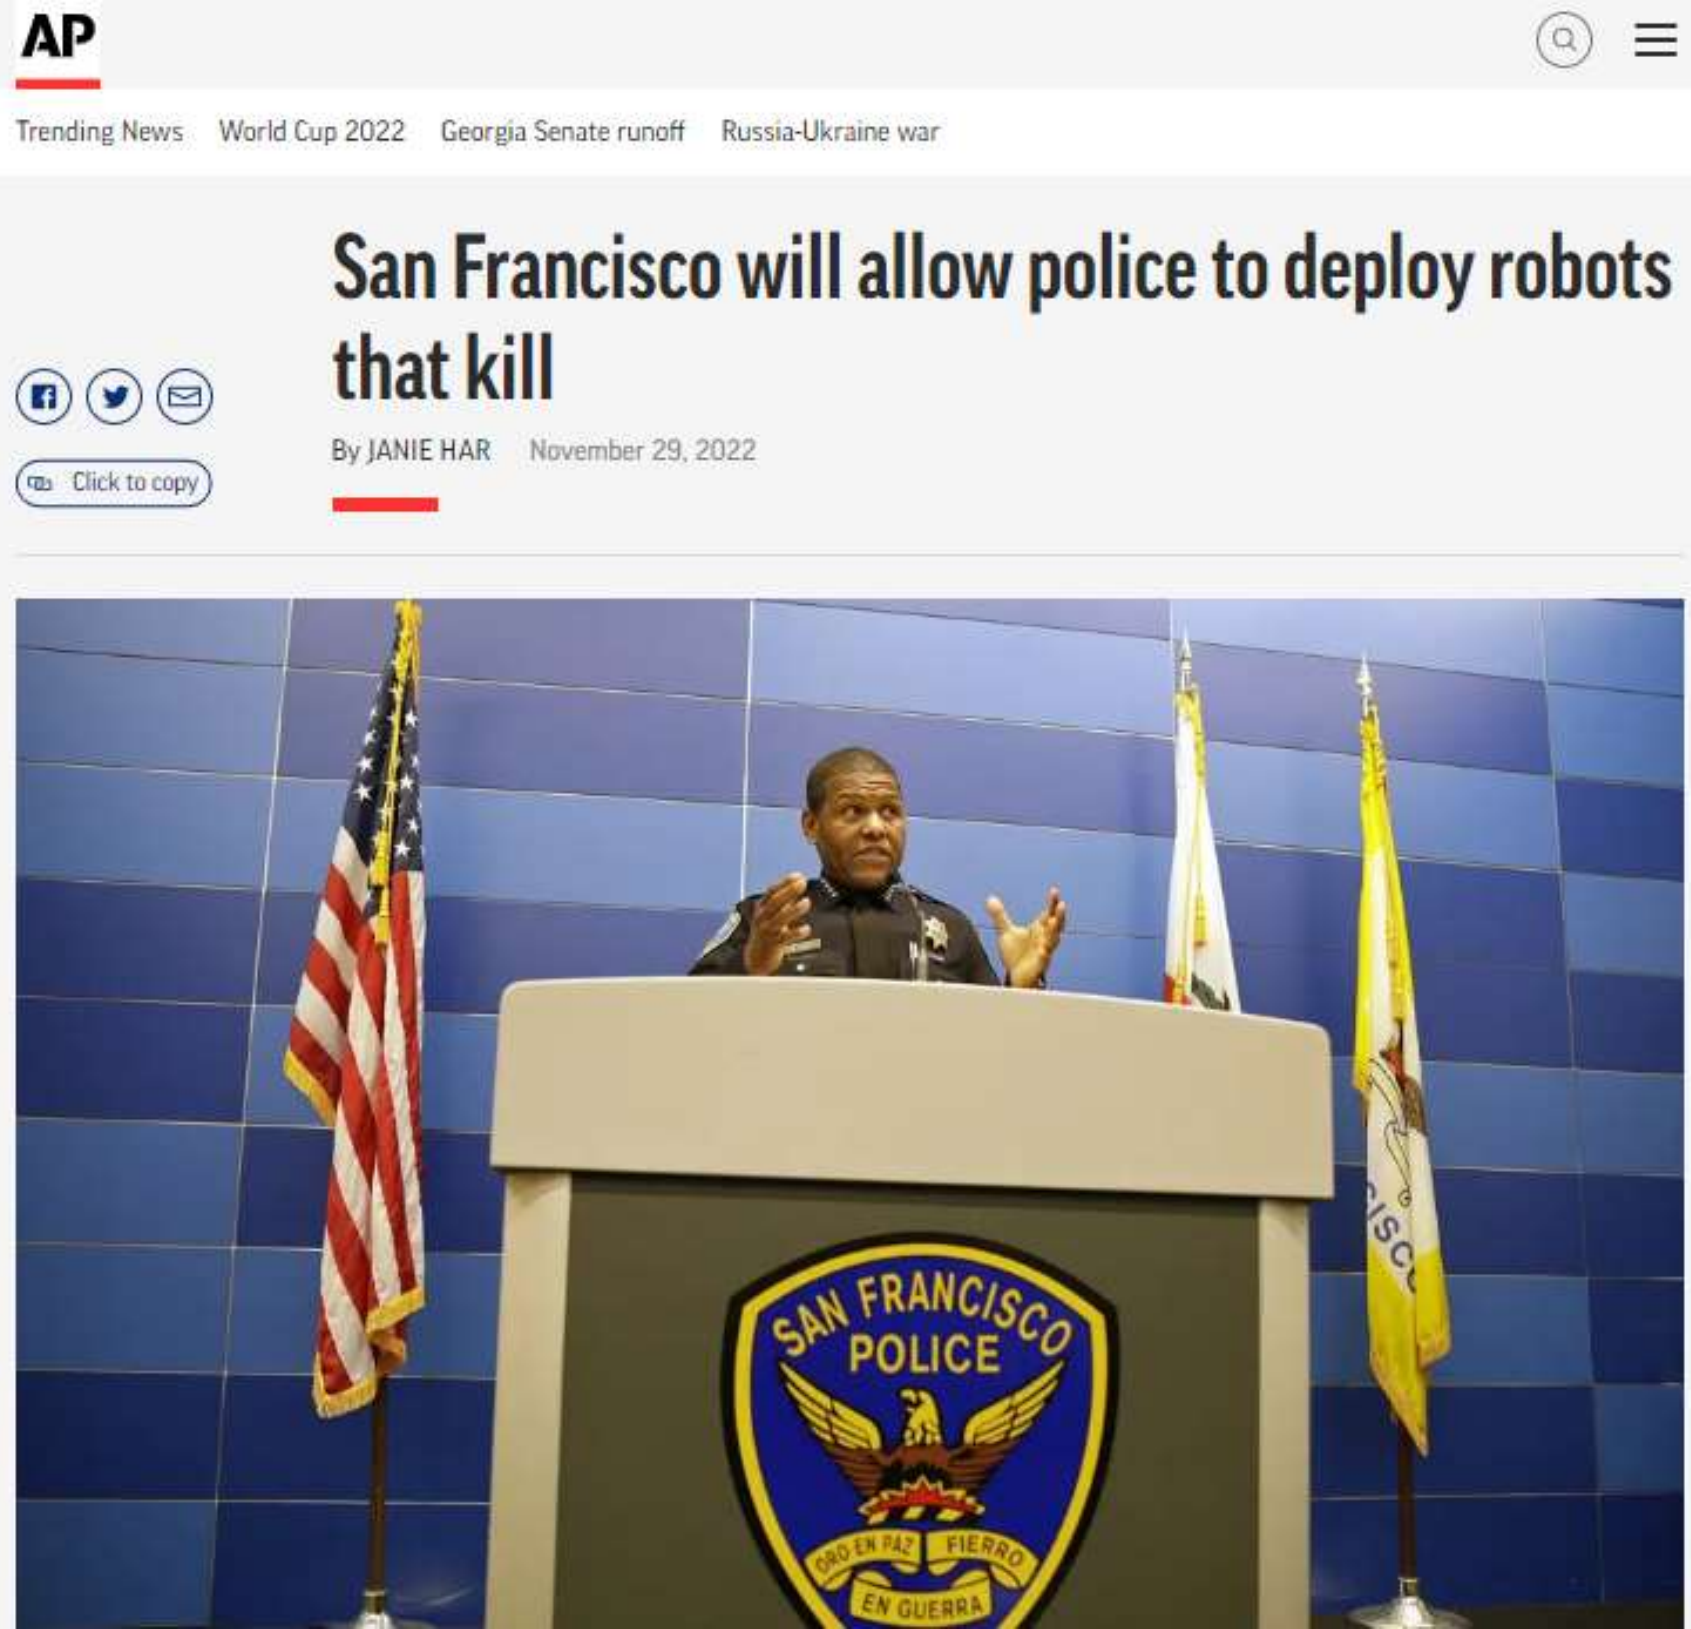 AP
Trending News World Cup 2022 Georgia Senate runoff Russia-Ukraine war
San Francisco will allow police to deploy robots
that kill
By JANIE HAR November 29, 2022
Click to copy
CISCO
SAN FRANCISCO
POLICE
ORO EN PAZ FIERRO
EN GUERRA